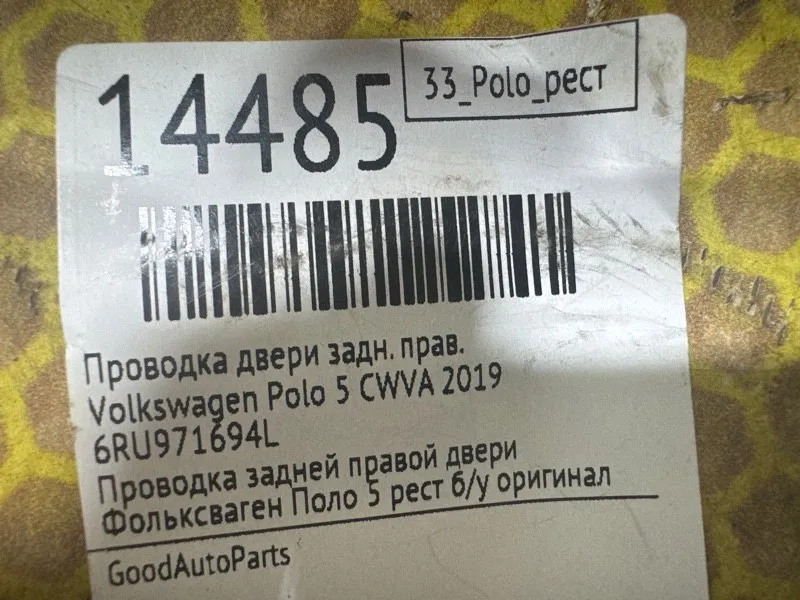 14485
33_Polo_рест
Проводка двери задн. прав.
Volkswagen Polo 5 CWVA 2019
6RU971694L
Проводка задней правой двери
Фольксваген Поло 5 рест б/у оригинал
GoodAutoParts